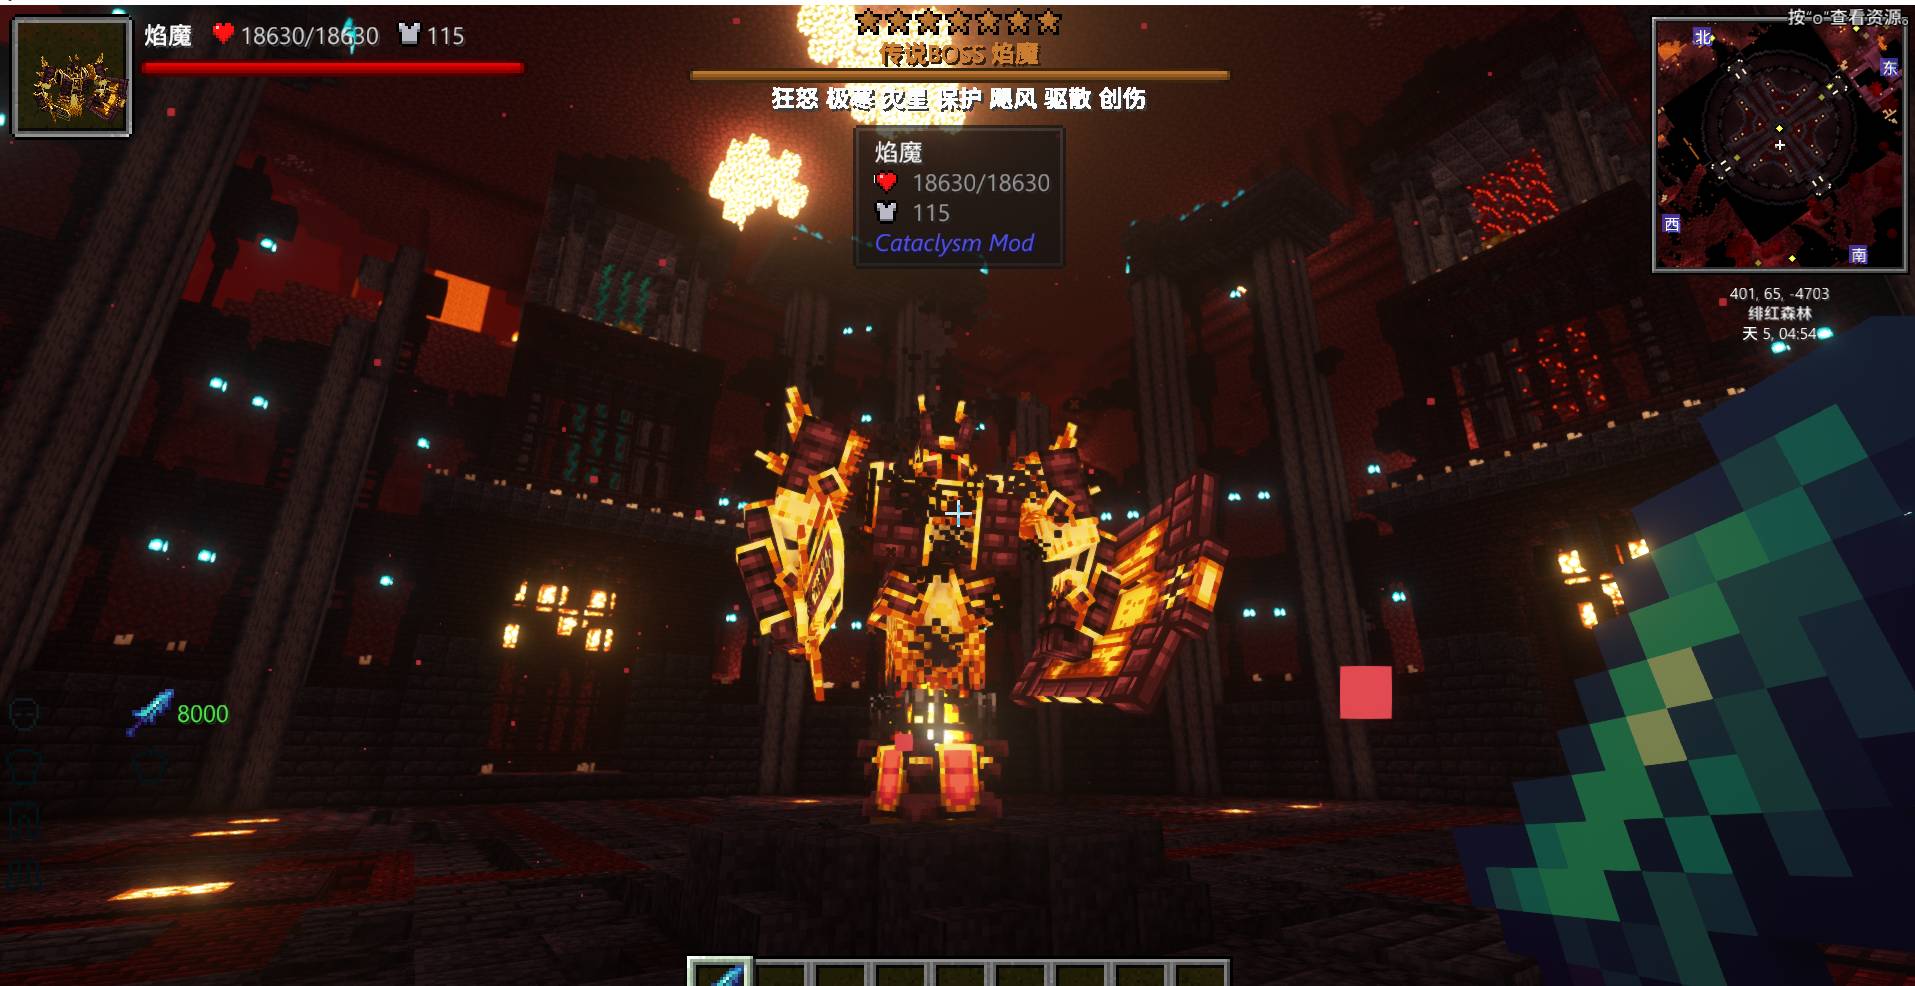 焰魔 18630/18630 115
传说BOSS 焰魔
狂怒 极寒 火星 保护 飓风 驱散 创伤
焰魔
18630/18630
115
Cataclysm Mod
按“o”查看资源。
北
东
西
南
401, 65, -4703
绯红森林
天 5, 04:54
8000